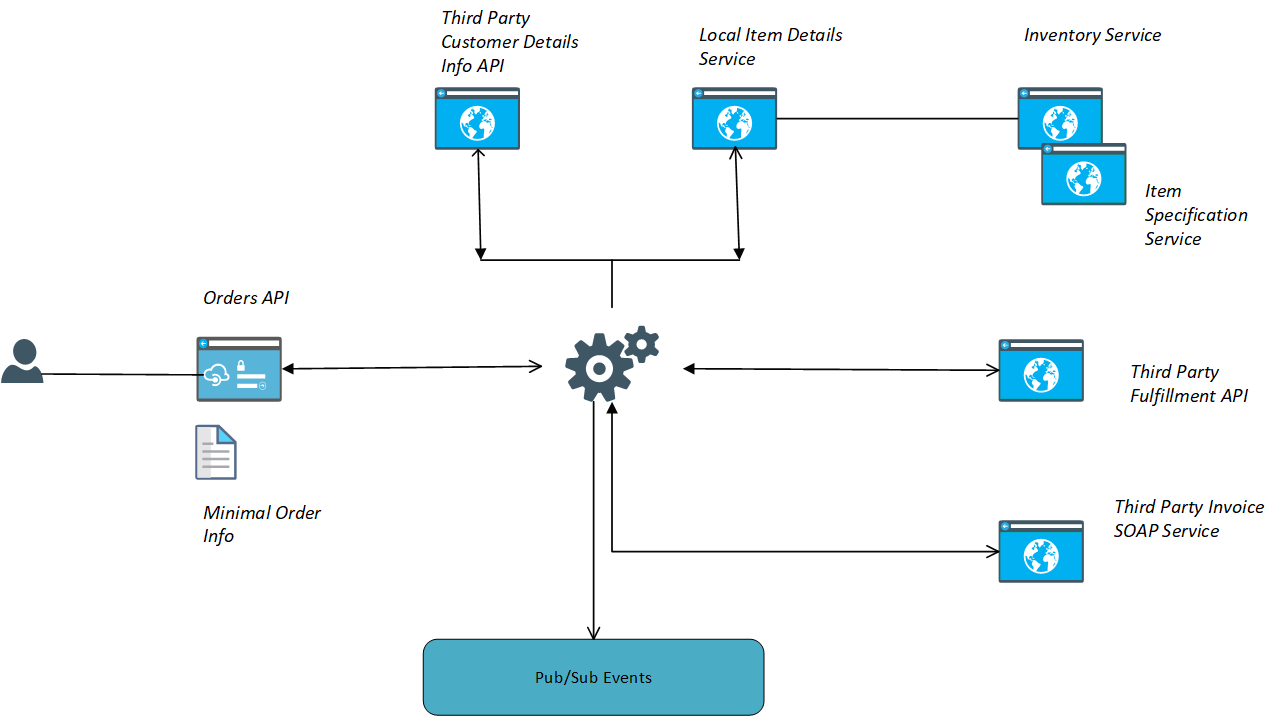 Third Party
Customer Details
Info API
Local Item Details
Service
Inventory Service
Item
Specification
Service
Orders API
Minimal Order
Info
Third Party
Fulfillment API
Third Party Invoice
SOAP Service
Pub/Sub Events